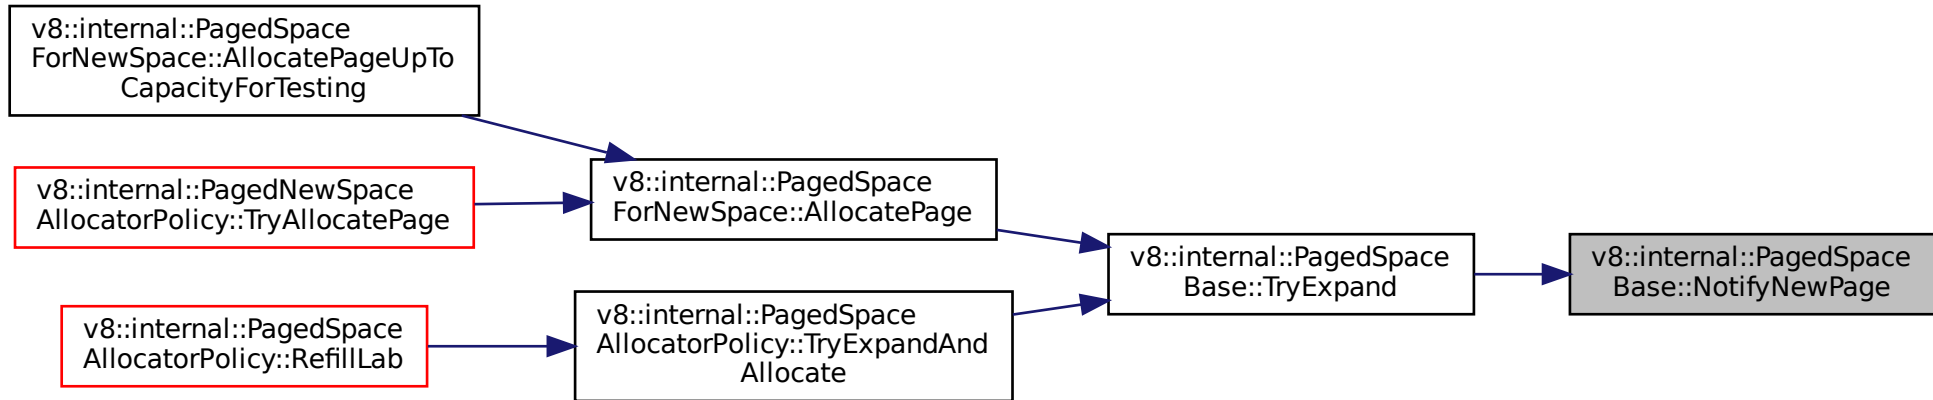 v8::internal::PagedSpace
ForNewSpace::AllocatePageUpTo
CapacityForTesting
v8::internal::PagedNewSpace
AllocatorPolicy::TryAllocatePage
v8::internal::PagedSpace
AllocatorPolicy::RefillLab
v8::internal::PagedSpace
ForNewSpace::AllocatePage
v8::internal::PagedSpace
AllocatorPolicy::TryExpandAnd
Allocate
v8::internal::PagedSpace
Base::TryExpand
v8::internal::PagedSpace
Base::NotifyNewPage